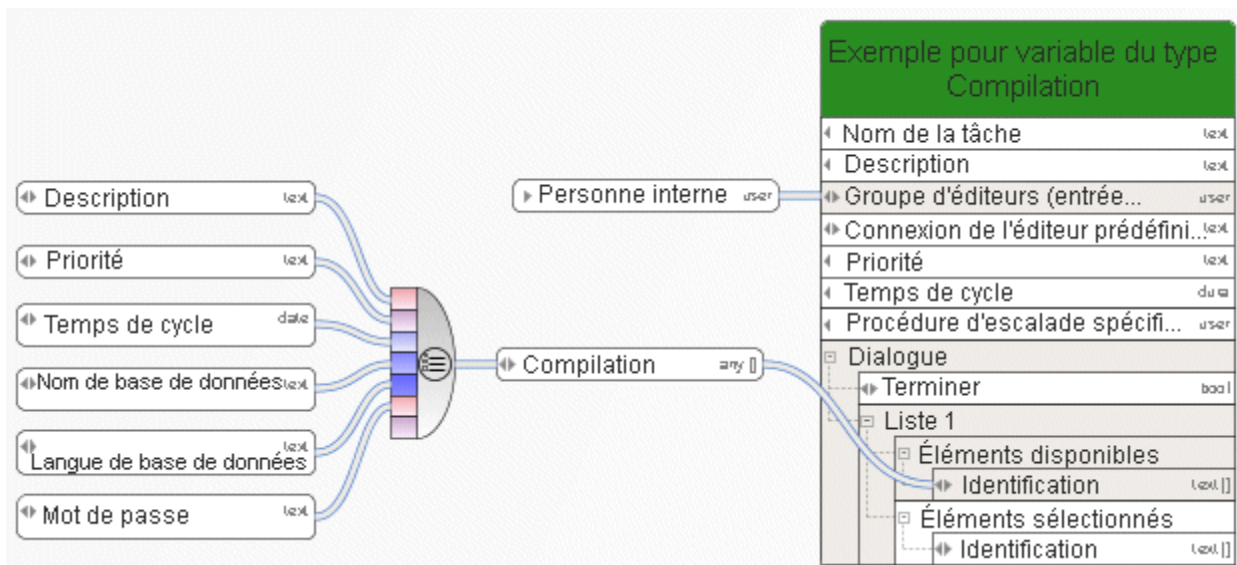 Exemple pour variable du type
Compilation
Nom de la tâche text
Description text
Description text
Personne interne user
Groupe d'éditeurs (entrée... user
Connexion de l'éditeur prédéfini... text
Priorité text
Priorité text
Temps de cycle date
Temps de cycle
Procédure d'escalade spécifi... user
Dialogue
Nom de base de données text
Compilation any []
Terminer bool
Liste 1
Langue de base de données text
Éléments disponibles
Identification text []
Mot de passe text
Éléments sélectionnés
Identification text []